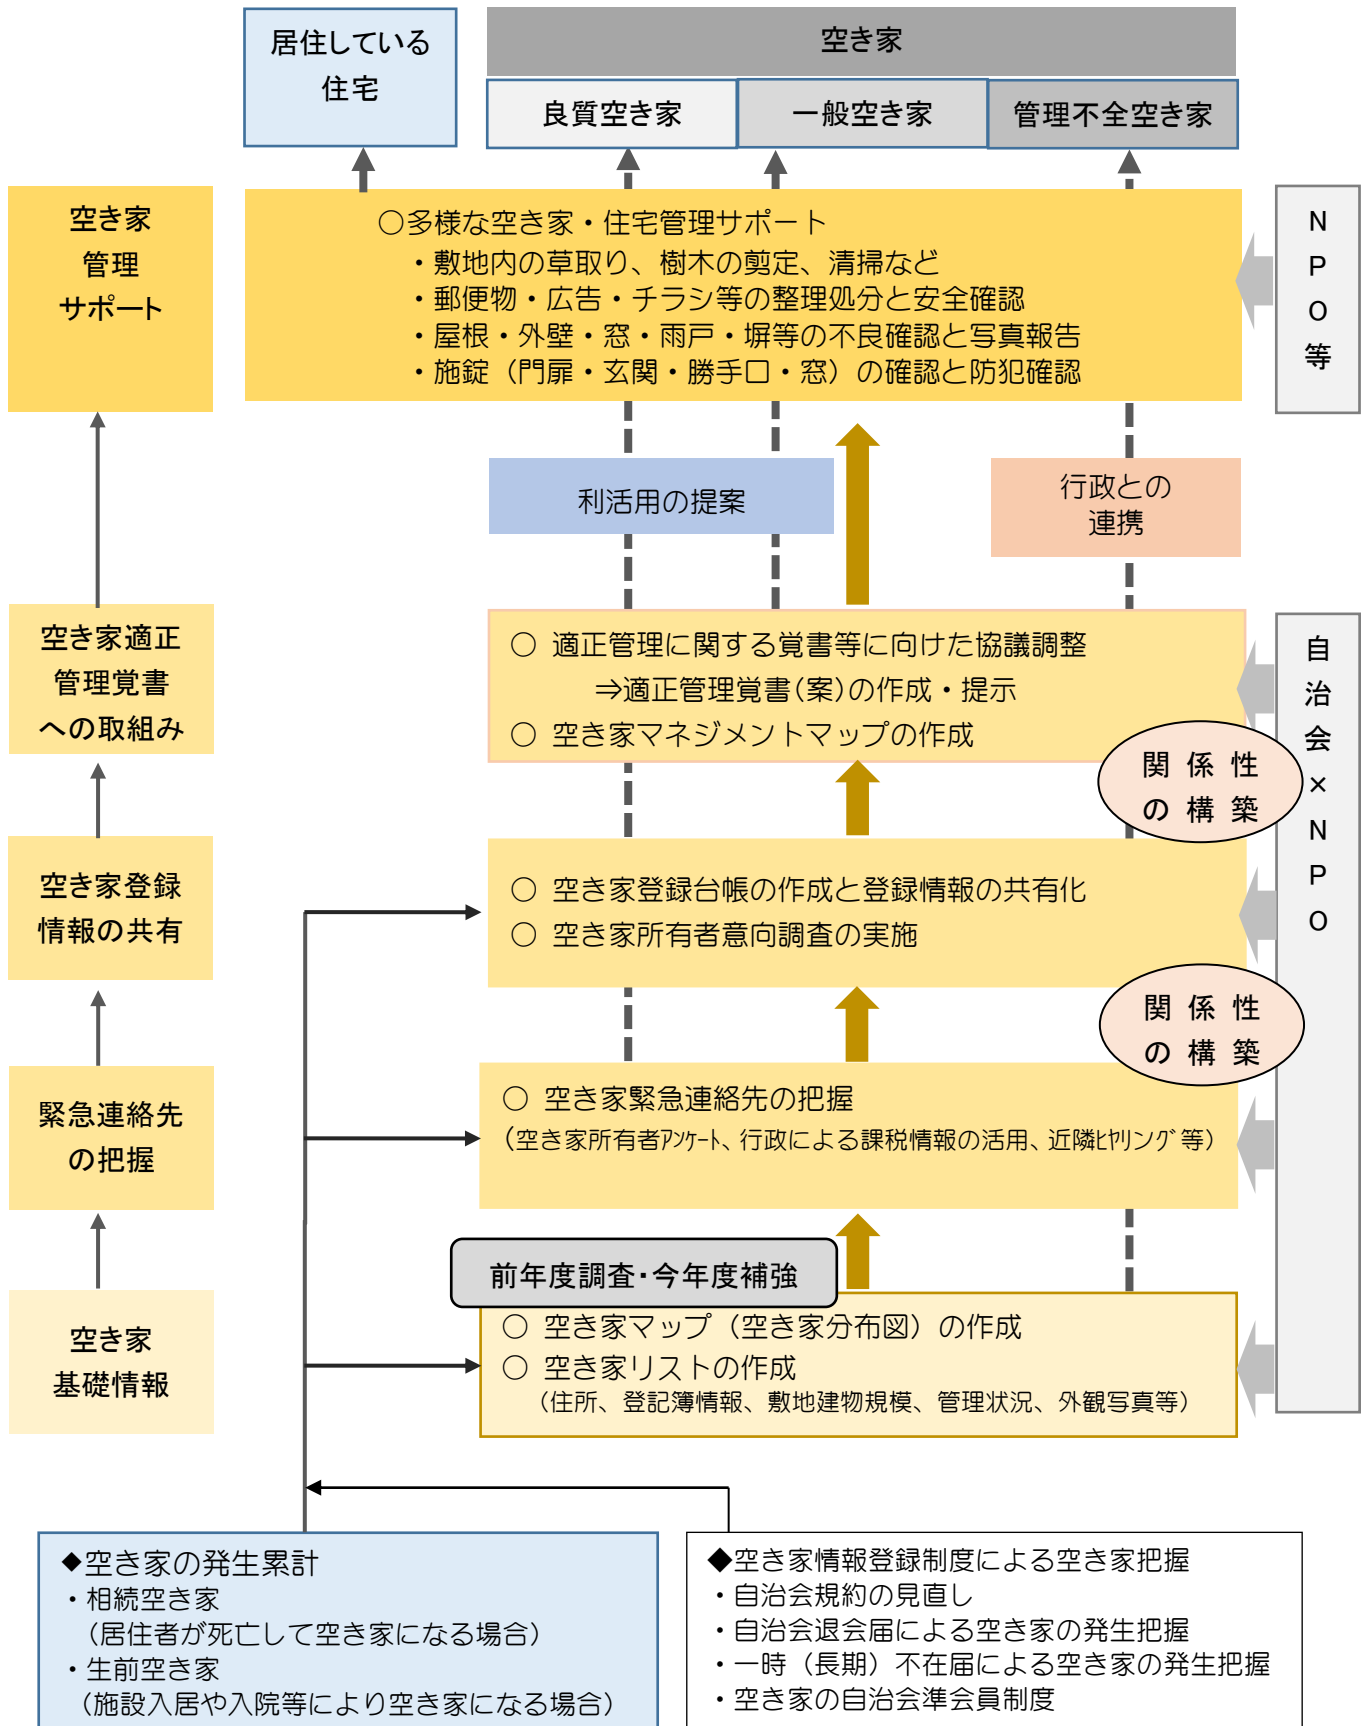 居住している
住宅
空き家
良質空き家
一般空き家
管理不全空き家
空き家
管理
サポート
○多様な空き家・住宅管理サポート
・敷地内の草取り、樹木の剪定、清掃など
・郵便物・広告・チラシ等の整理処分と安全確認
・屋根・外壁・窓・雨戸・塀等の不良確認と写真報告
・施錠（門扉・玄関・勝手口・窓）の確認と防犯確認
NPO等
利活用の提案
行政との
連携
空き家適正
管理覚書
への取組み
○ 適正管理に関する覚書等に向けた協議調整
⇒適正管理覚書(案)の作成・提示
○ 空き家マネジメントマップの作成
自治会×NPO
関係性
の構築
空き家登録
情報の共有
○ 空き家登録台帳の作成と登録情報の共有化
○ 空き家所有者意向調査の実施
関係性
の構築
緊急連絡先
の把握
○ 空き家緊急連絡先の把握
（空き家所有者ｱﾝｹｰﾄ、行政による課税情報の活用、近隣ﾋﾔﾘﾝｸﾞ等）
前年度調査・今年度補強
空き家
基礎情報
○ 空き家マップ（空き家分布図）の作成
○ 空き家リストの作成
（住所、登記簿情報、敷地建物規模、管理状況、外観写真等）
◆空き家の発生累計
・相続空き家
（居住者が死亡して空き家になる場合）
・生前空き家
（施設入居や入院等により空き家になる場合）
◆空き家情報登録制度による空き家把握
・自治会規約の見直し
・自治会退会届による空き家の発生把握
・一時（長期）不在届による空き家の発生把握
・空き家の自治会準会員制度